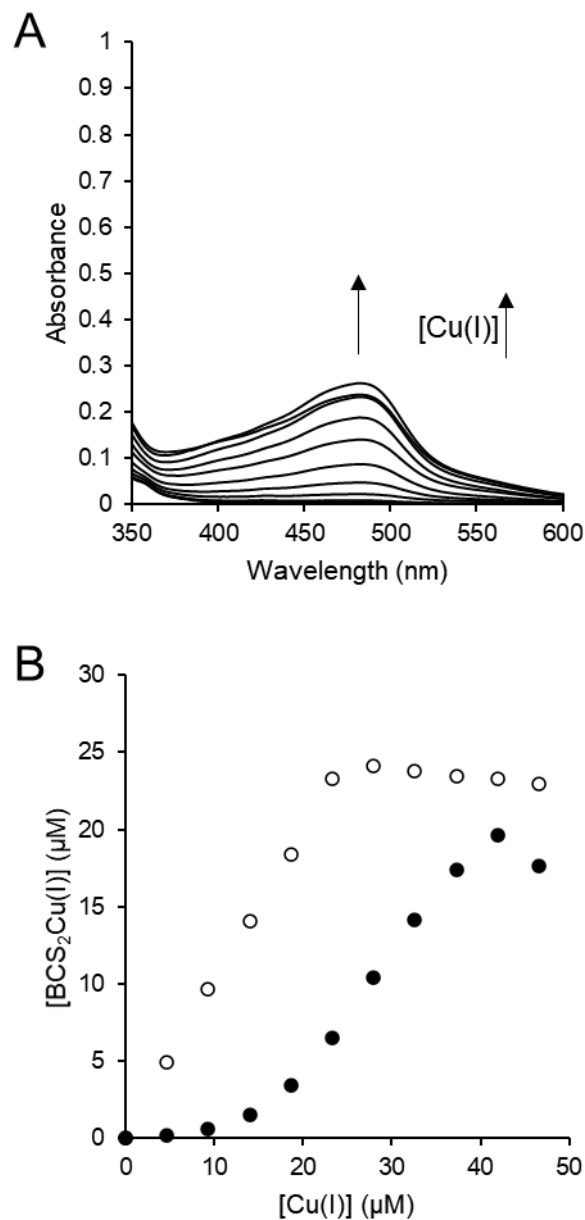 A
1
0.9
0.8
0.7
0.6
0.5
0.4
0.3
0.2
0.1
0
Absorbance
[Cu(I)]
350 400 450 500 550 600
Wavelength (nm)
B
30
25
20
15
10
5
0
[BCS₂Cu(I)] (µM)
0 10 20 30 40 50
[Cu(I)] (µM)